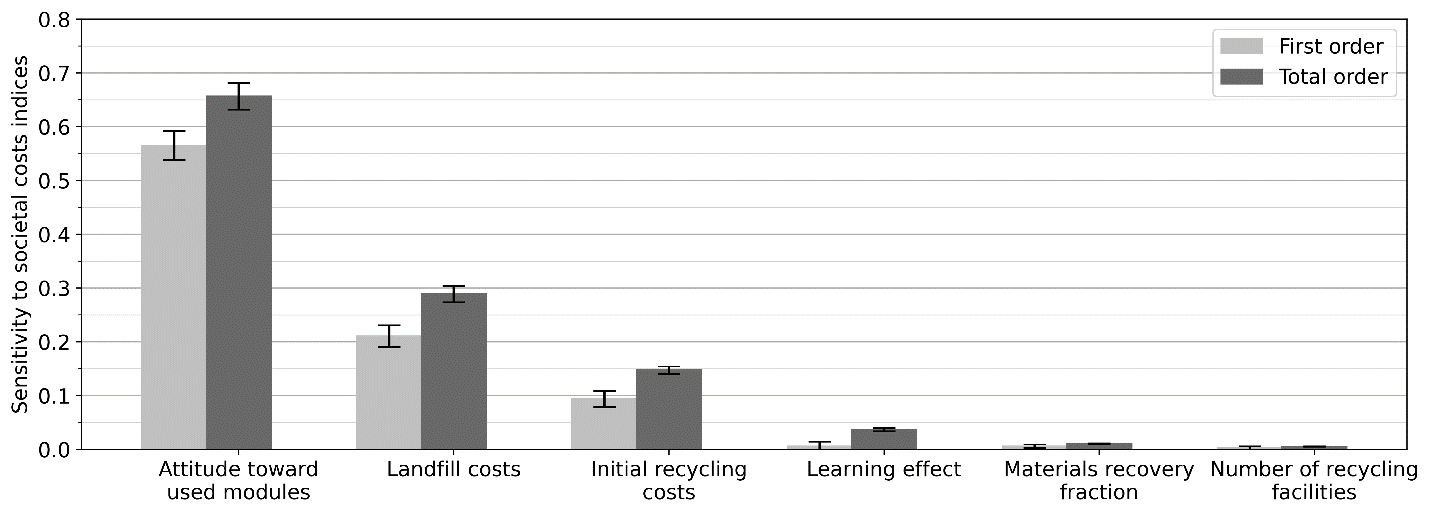 Sensitivity to societal costs indices
0.8
0.7
0.6
0.5
0.4
0.3
0.2
0.1
0.0
First order
Total order
Attitude toward
used modules
Landfill costs
Initial recycling
costs
Learning effect
Materials recovery
fraction
Number of recycling
facilities